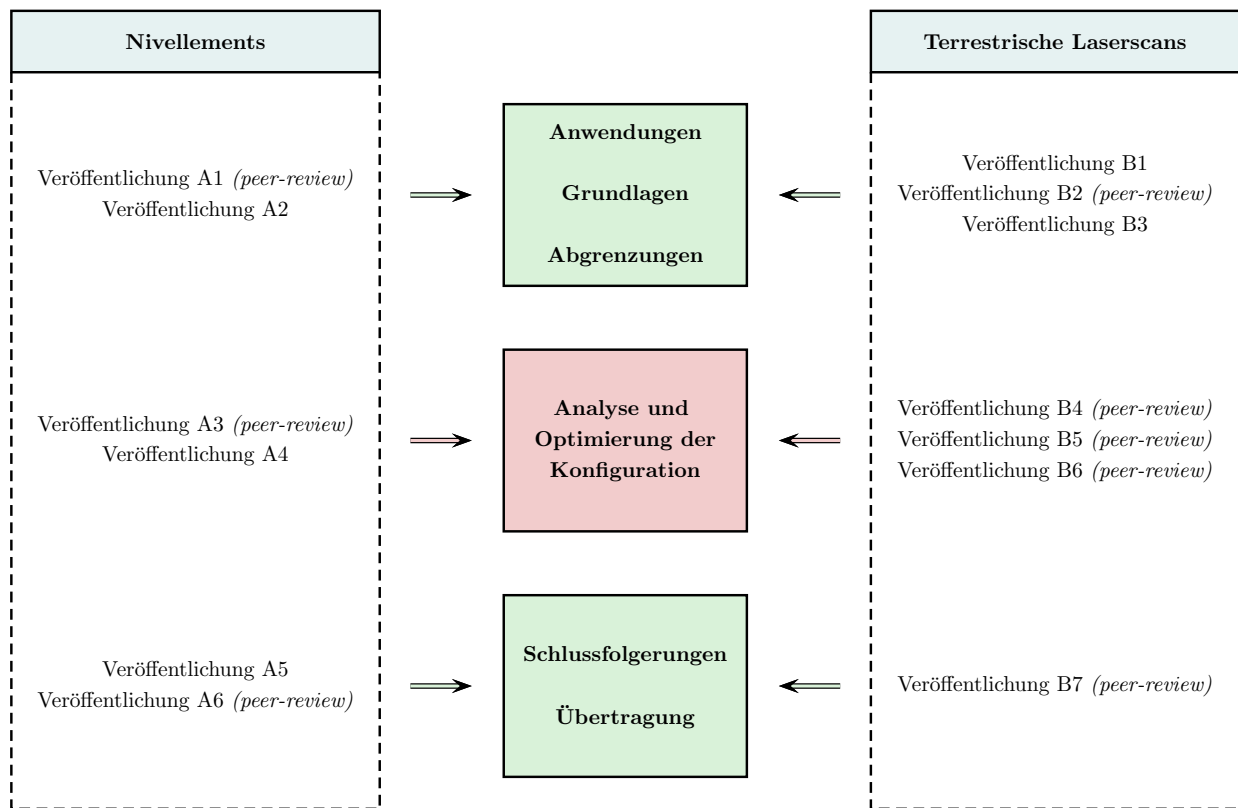 Nivellements
Terrestrische Laserscans
Veröffentlichung A1 (peer-review)
Veröffentlichung A2
Anwendungen
Grundlagen
Abgrenzungen
Veröffentlichung B1
Veröffentlichung B2 (peer-review)
Veröffentlichung B3
Veröffentlichung A3 (peer-review)
Veröffentlichung A4
Analyse und
Optimierung der
Konfiguration
Veröffentlichung B4 (peer-review)
Veröffentlichung B5 (peer-review)
Veröffentlichung B6 (peer-review)
Veröffentlichung A5
Veröffentlichung A6 (peer-review)
Schlussfolgerungen
Übertragung
Veröffentlichung B7 (peer-review)